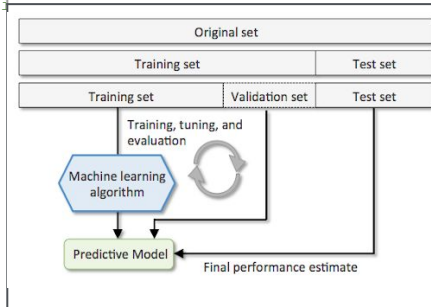 Original set
Training set Test set
Training set Validation set Test set
Training, tuning, and
evaluation
Machine learning
algorithm
Predictive Model
Final performance estimate